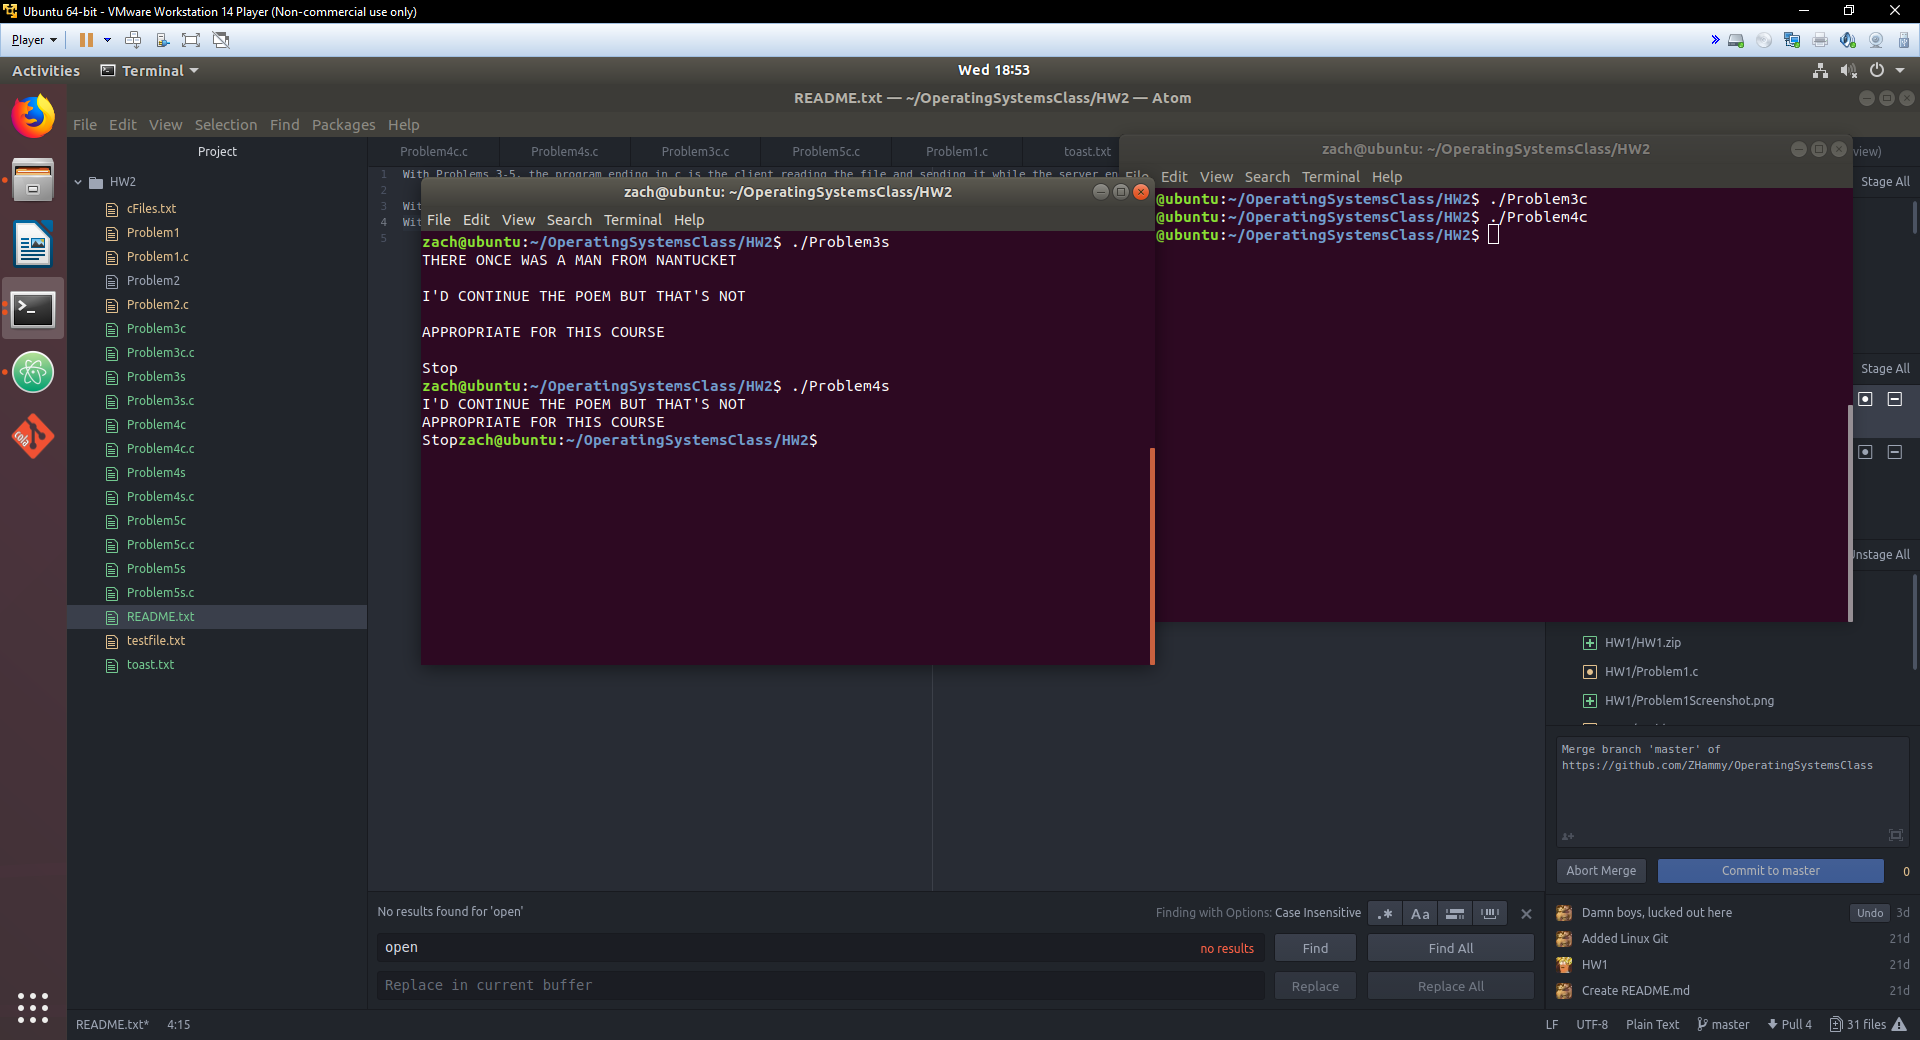 Ubuntu 64-bit - VMware Workstation 14 Player (Non-commercial use only)
Player
Activities
Terminal
Wed 18:53
README.txt — ~/OperatingSystemsClass/HW2 — Atom
File Edit View Selection Find Packages Help
Project
HW2
cFiles.txt
Problem1
Problem1.c
Problem2
Problem2.c
Problem3c
Problem3c.c
Problem3s
Problem3s.c
Problem4c
Problem4c.c
Problem4s
Problem4s.c
Problem5c
Problem5c.c
Problem5s
Problem5s.c
README.txt
testfile.txt
toast.txt
Problem4c.c Problem4s.c Problem3c.c Problem5c.c Problem1.c toast.txt
1 With Problems 3-5, the program ending in c is the client reading the file and sending it while the server en
2
3 Wit
4 Wit
5
zach@ubuntu: ~/OperatingSystemsClass/HW2
File Edit View Search Terminal Help
zach@ubuntu:~/OperatingSystemsClass/HW2$ ./Problem3s
THERE ONCE WAS A MAN FROM NANTUCKET
I'D CONTINUE THE POEM BUT THAT'S NOT
APPROPRIATE FOR THIS COURSE
Stop
zach@ubuntu:~/OperatingSystemsClass/HW2$ ./Problem4s
I'D CONTINUE THE POEM BUT THAT'S NOT
APPROPRIATE FOR THIS COURSE
Stopzach@ubuntu:~/OperatingSystemsClass/HW2$
zach@ubuntu: ~/OperatingSystemsClass/HW2
File Edit View Search Terminal Help
@ubuntu:~/OperatingSystemsClass/HW2$ ./Problem3c
@ubuntu:~/OperatingSystemsClass/HW2$ ./Problem4c
@ubuntu:~/OperatingSystemsClass/HW2$
view)
Stage All
Stage All
Unstage All
HW1/HW1.zip
HW1/Problem1.c
HW1/Problem1Screenshot.png
Merge branch 'master' of
https://github.com/ZHammy/OperatingSystemsClass
Abort Merge
Commit to master
0
Damn boys, lucked out here Undo 3d
Added Linux Git 21d
HW1 21d
Create README.md 21d
No results found for 'open'
Finding with Options: Case Insensitive
.* Aa
open
no results
Find
Find All
Replace in current buffer
Replace
Replace All
README.txt* 4:15
LF UTF-8 Plain Text master Pull 4 31 files